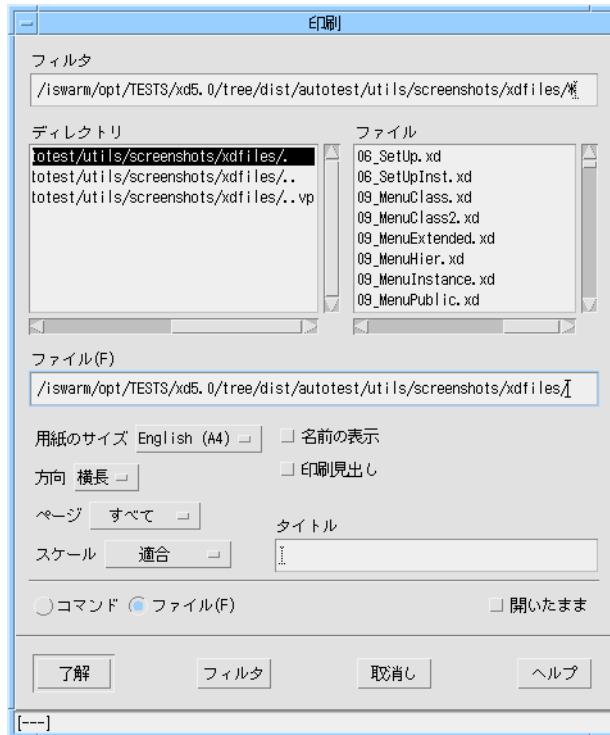 印刷
フィルタ
/iswarm/opt/TESTS/xd5.0/tree/dist/autotest/utils/screenshots/xdfiles/*
ディレクトリ
totest/utils/screenshots/xdfiles/.
totest/utils/screenshots/xdfiles/..
totest/utils/screenshots/xdfiles/..vp
ファイル
06_SetUp.xd
06_SetUpInst.xd
09_MenuClass.xd
09_MenuClass2.xd
09_MenuExtended.xd
09_MenuHier.xd
09_MenuInstance.xd
09_MenuPublic.xd
ファイル(F)
/iswarm/opt/TESTS/xd5.0/tree/dist/autotest/utils/screenshots/xdfiles/
用紙のサイズ English (A4)
名前の表示
方向 横長
印刷見出し
ページ すべて
タイトル
スケール 適合
コマンド ファイル(F) 開いたまま
了解 フィルタ 取消し ヘルプ
[---]